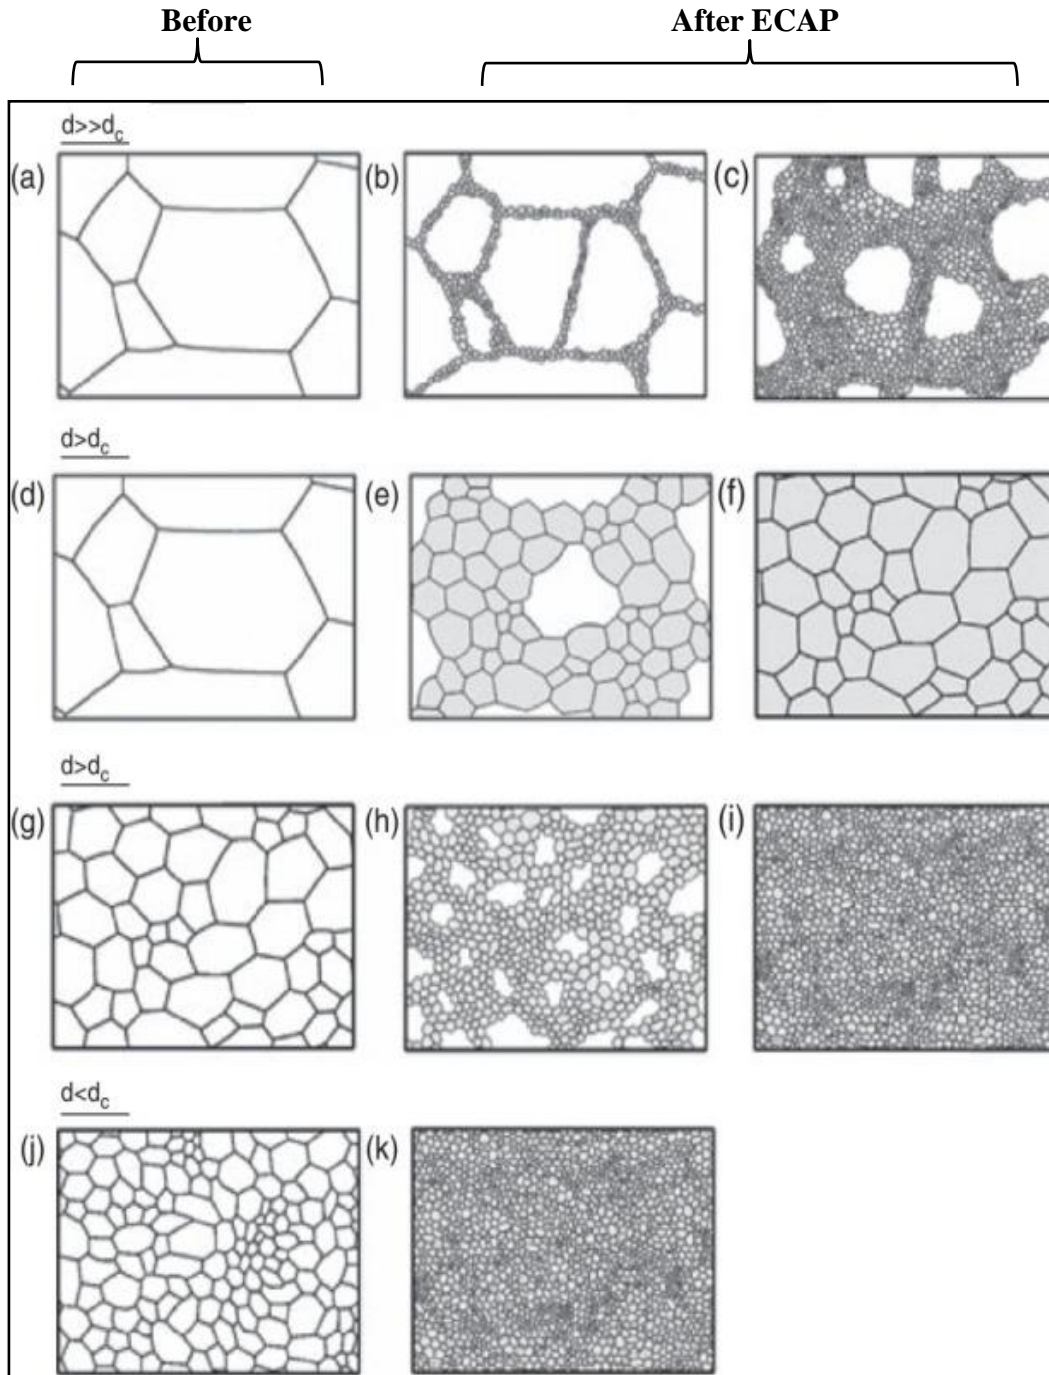 Before After ECAP
d>>dc
(a) (b) (c)
d>dc
(d) (e) (f)
d>dc
(g) (h) (i)
d<dc
(j) (k)